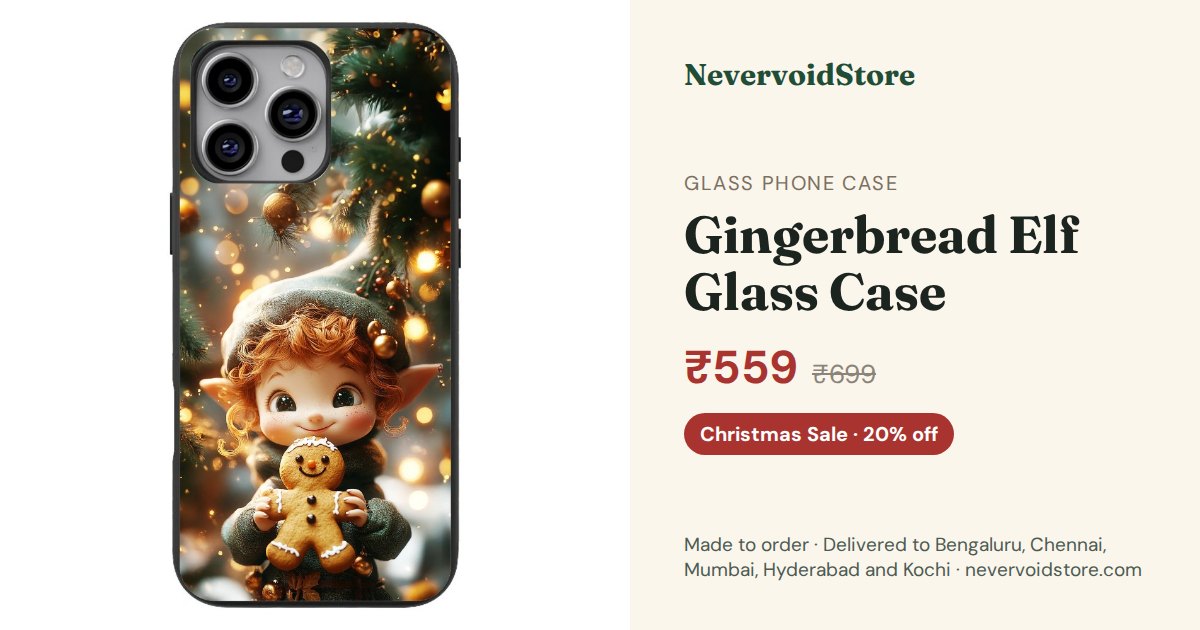 NevervoidStore
GLASS PHONE CASE
Gingerbread Elf
Glass Case
₹559 ₹699
Christmas Sale · 20% off
Made to order · Delivered to Bengaluru, Chennai,
Mumbai, Hyderabad and Kochi · nevervoidstore.com